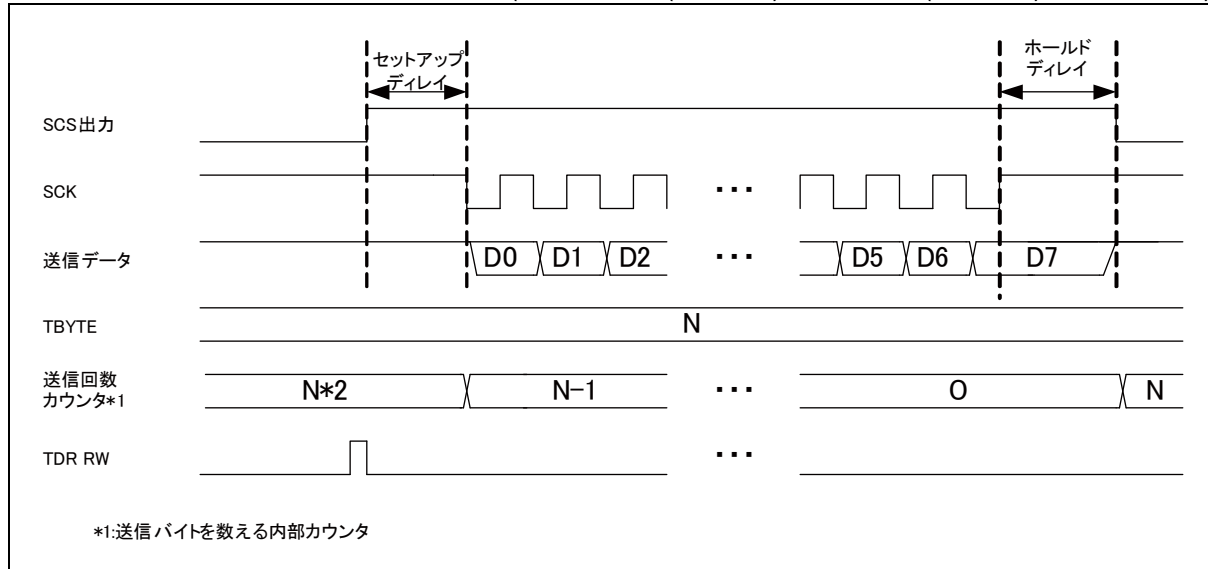 セットアップ
ディレイ
ホールド
ディレイ
SCS出力
SCK
...
送信データ
D0 D1 D2 ... D5 D6 D7
TBYTE
N
送信回数
カウンタ*1
N*2 N-1 ... 0 N
TDR RW
...
*1:送信バイトを数える内部カウンタ